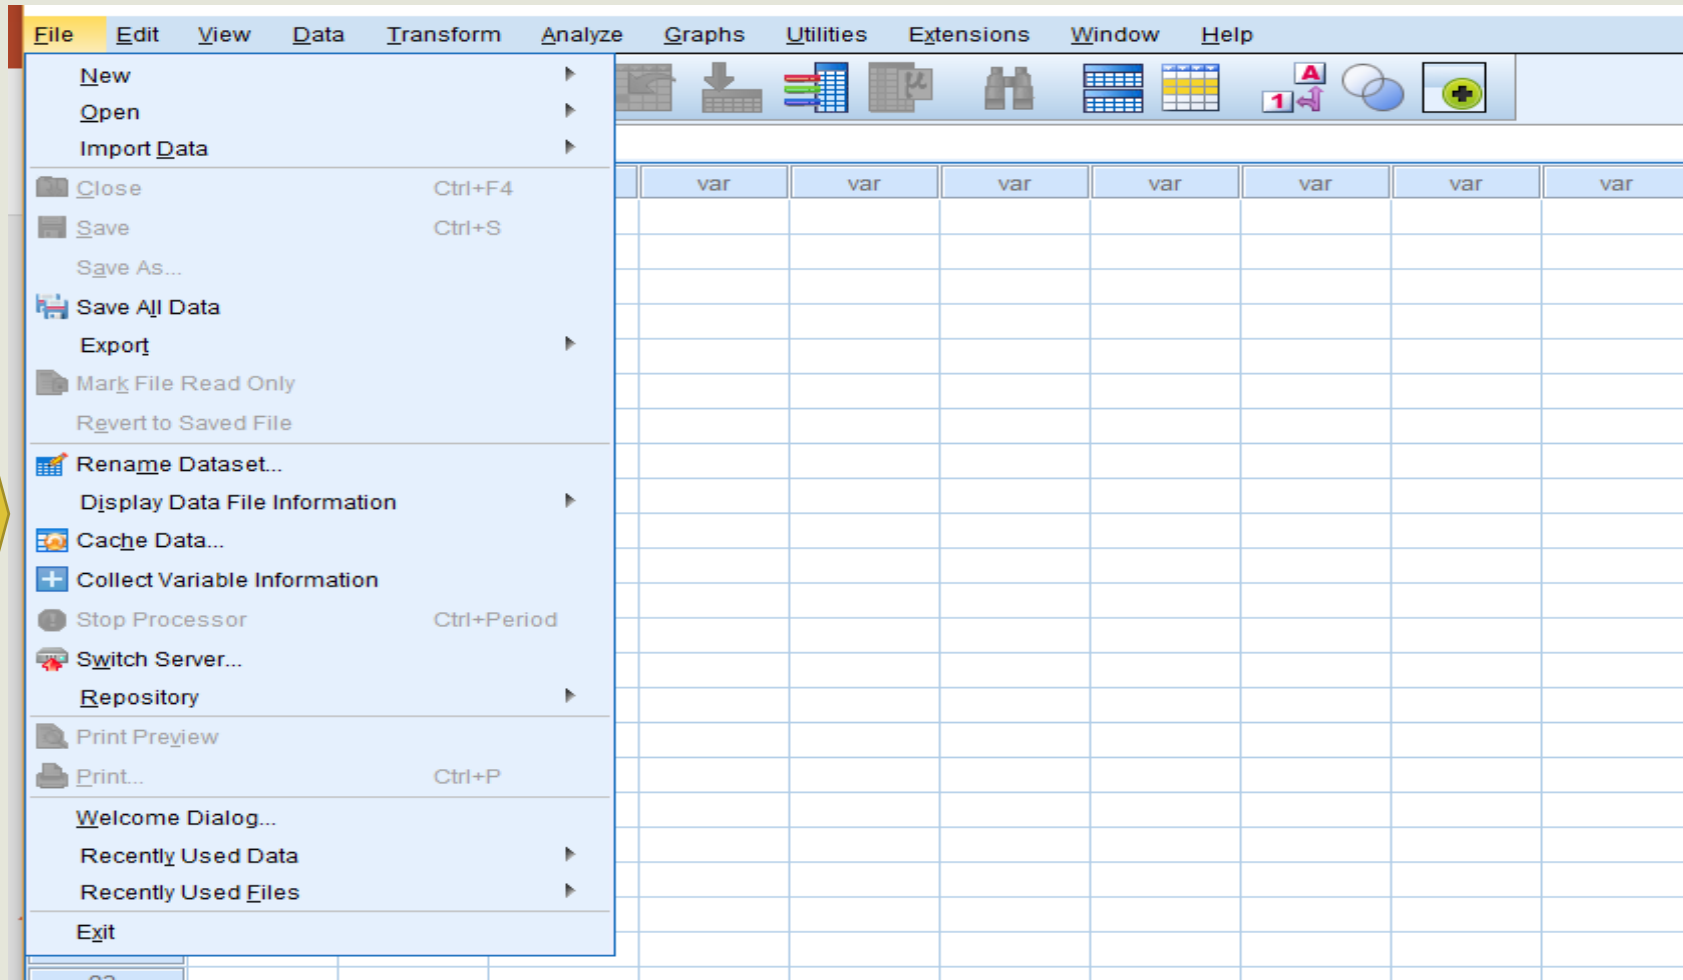 File Edit View Data Transform Analyze Graphs Utilities Extensions Window Help
New
Open
Import Data
Close Ctrl+F4
Save Ctrl+S
Save As...
Save All Data
Export
Mark File Read Only
Revert to Saved File
Rename Dataset...
Display Data File Information
Cache Data...
Collect Variable Information
Stop Processor Ctrl+Period
Switch Server...
Repository
Print Preview
Print... Ctrl+P
Welcome Dialog...
Recently Used Data
Recently Used Files
Exit
µ
A
1
var var var var var var var